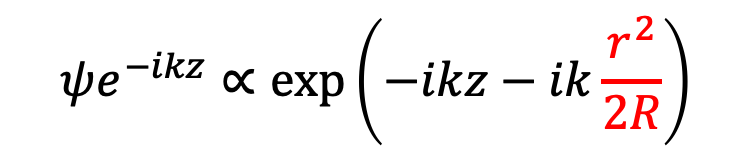 ψe^{-ikz} ∝ exp(-ikz - ik r²/2R)